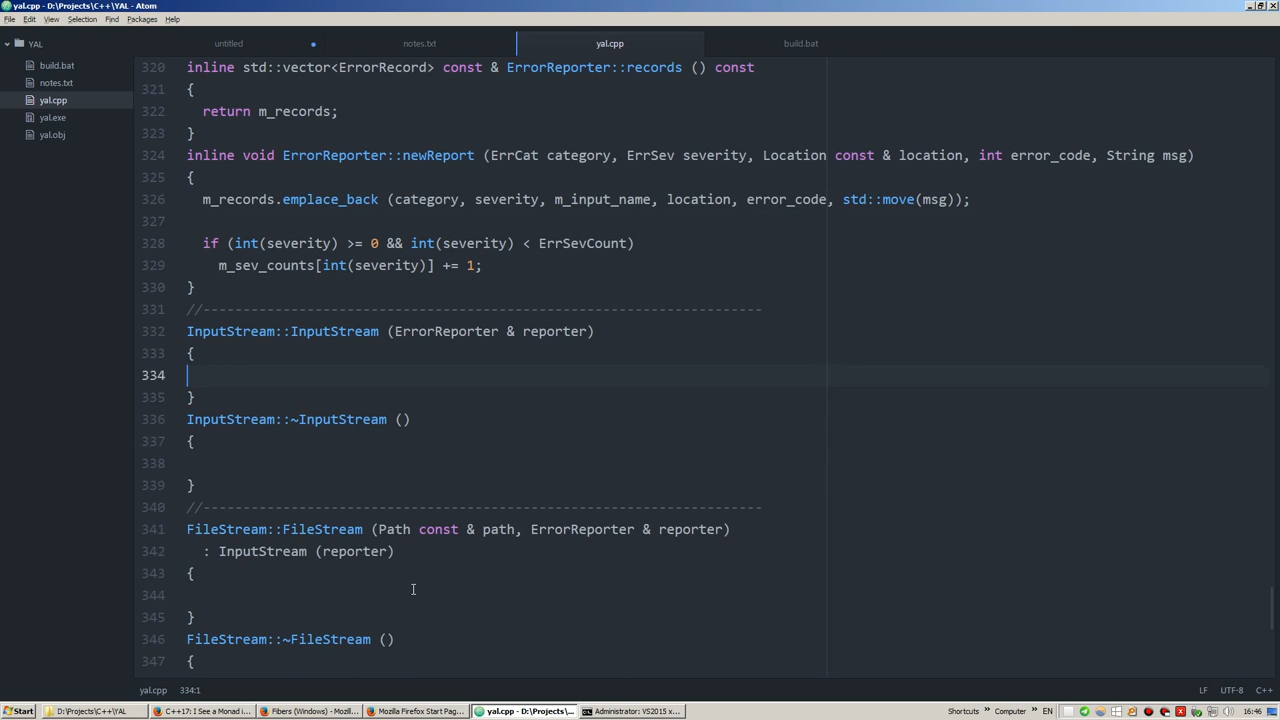 yal.cpp - D:\Projects\C++\YAL - Atom
File Edit View Selection Find Packages Help
YAL
build.bat
notes.txt
yal.cpp
yal.exe
yal.obj
untitled
notes.txt
yal.cpp
build.bat
320 inline std::vector<ErrorRecord> const & ErrorReporter::records () const
321 {
322 return m_records;
323 }
324 inline void ErrorReporter::newReport (ErrCat category, ErrSev severity, Location const & location, int error_code, String msg)
325 {
326 m_records.emplace_back (category, severity, m_input_name, location, error_code, std::move(msg));
327
328 if (int(severity) >= 0 && int(severity) < ErrSevCount)
329 m_sev_counts[int(severity)] += 1;
330 }
331 //----------------------------------------------------------------------
332 InputStream::InputStream (ErrorReporter & reporter)
333 {
334
335 }
336 InputStream::~InputStream ()
337 {
338
339 }
340 //----------------------------------------------------------------------
341 FileStream::FileStream (Path const & path, ErrorReporter & reporter)
342 : InputStream (reporter)
343 {
344
345 }
346 FileStream::~FileStream ()
347 {
yal.cpp 334:1 LF UTF-8 C++
Start D:\Projects\C++\YAL C++17: I See a Monad i... Fibers (Windows) - Mozill... Mozilla Firefox Start Pag... yal.cpp - D:\Projects\... Administrator: VS2015 x... Shortcuts » Computer » EN 16:46